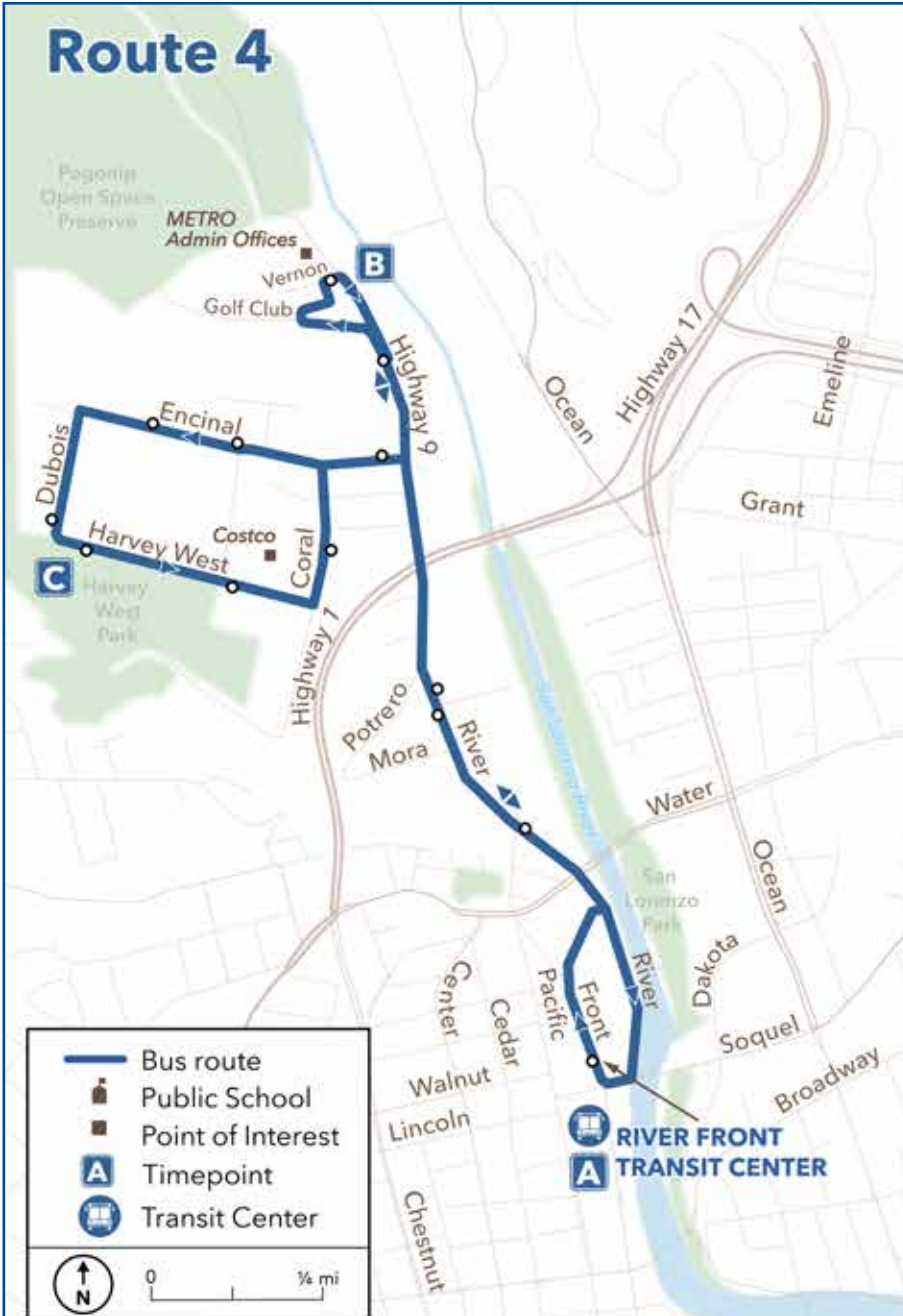 Route 4
Pogonip
Open Space
Preserve
METRO
Admin Offices
Vernon
B
Golf Club
Highway 9
Highway 17
Ocean
Emeline
Encinal
Dubois
Grant
Costco
Harvey West
Coral
C
Harvey
West
Park
Highway 1
Potrero
River
Mora
San Lorenzo River
Water
Ocean
San
Lorenzo
Park
River
Dakota
Center
Cedar
Pacific
Front
Soquel
Broadway
Walnut
Lincoln
RIVER FRONT
A TRANSIT CENTER
Chestnut
Bus route
Public School
Point of Interest
A Timepoint
Transit Center
N
0 ¼ mi